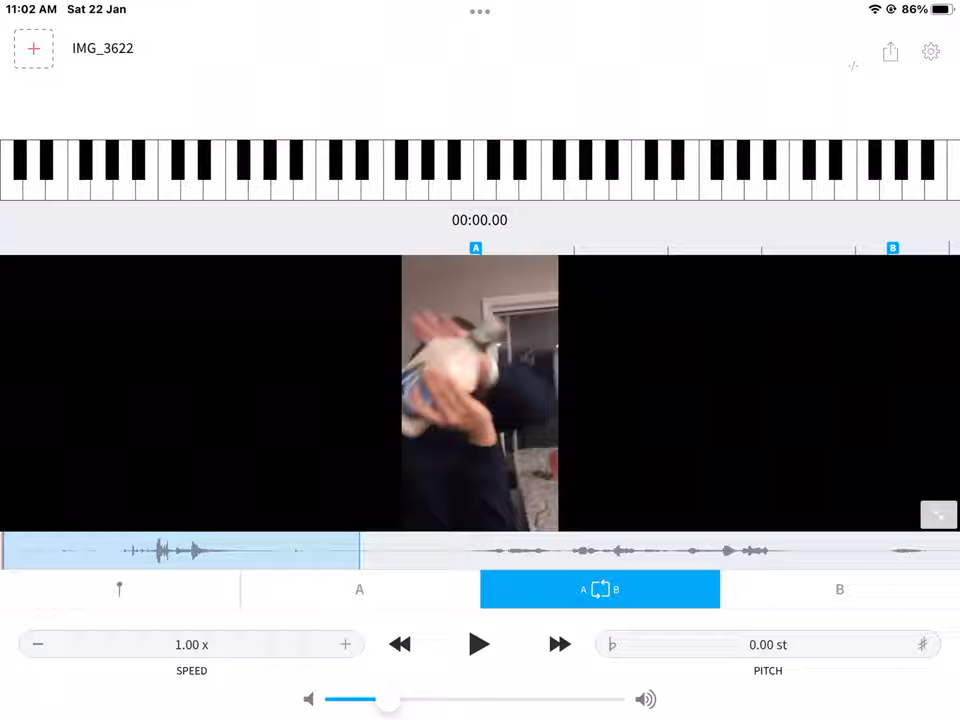 11:02 AM Sat 22 Jan
86%
IMG_3622
-/-
00:00.00
A
B
A
A B
B
1.00 x
0.00 st
SPEED
PITCH